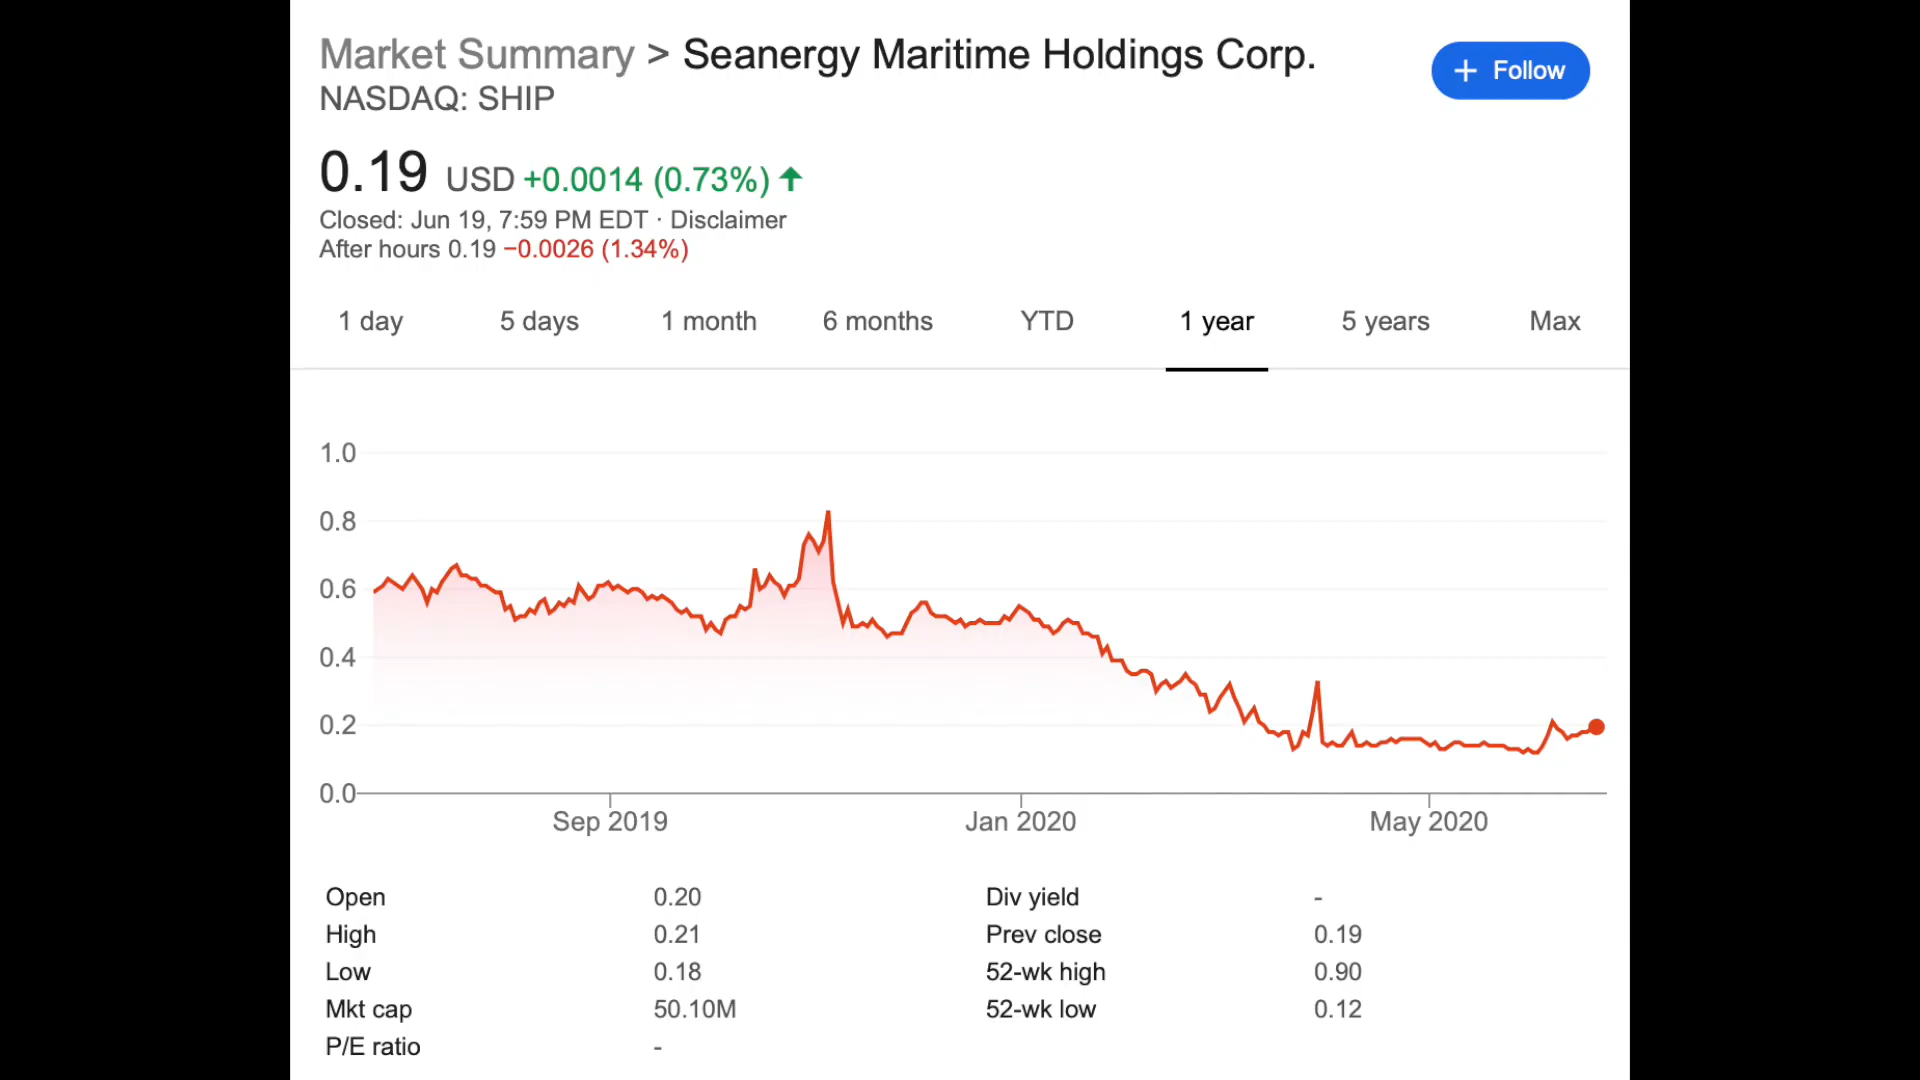 Market Summary > Seanergy Maritime Holdings Corp.
NASDAQ: SHIP
+ Follow
0.19 USD +0.0014 (0.73%) ↑
Closed: Jun 19, 7:59 PM EDT · Disclaimer
After hours 0.19 −0.0026 (1.34%)
1 day 5 days 1 month 6 months YTD 1 year 5 years Max
1.0
0.8
0.6
0.4
0.2
0.0
Sep 2019 Jan 2020 May 2020
Open 0.20 Div yield -
High 0.21 Prev close 0.19
Low 0.18 52-wk high 0.90
Mkt cap 50.10M 52-wk low 0.12
P/E ratio -